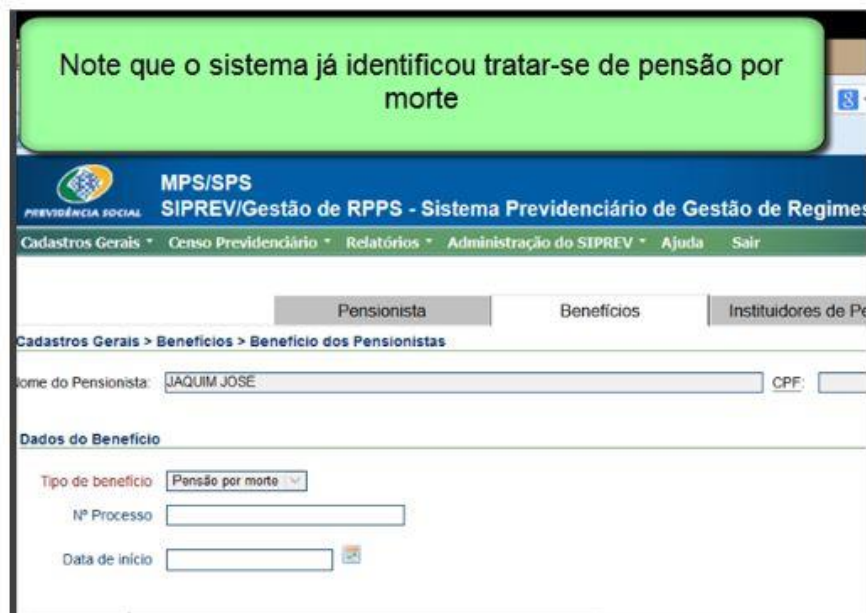 Note que o sistema já identificou tratar-se de pensão por
morte
MPS/SPS
PREVIDÊNCIA SOCIAL
SIPREV/Gestão de RPPS - Sistema Previdenciário de Gestão de Regimes
Cadastros Gerais Censo Previdenciário Relatórios Administração do SIPREV Ajuda Sair
Pensionista Benefícios Instituidores de Pe
Cadastros Gerais > Benefícios > Benefício dos Pensionistas
Nome do Pensionista: JAQUIM JOSE CPF:
Dados do Benefício
Tipo de benefício Pensão por morte
Nº Processo
Data de início